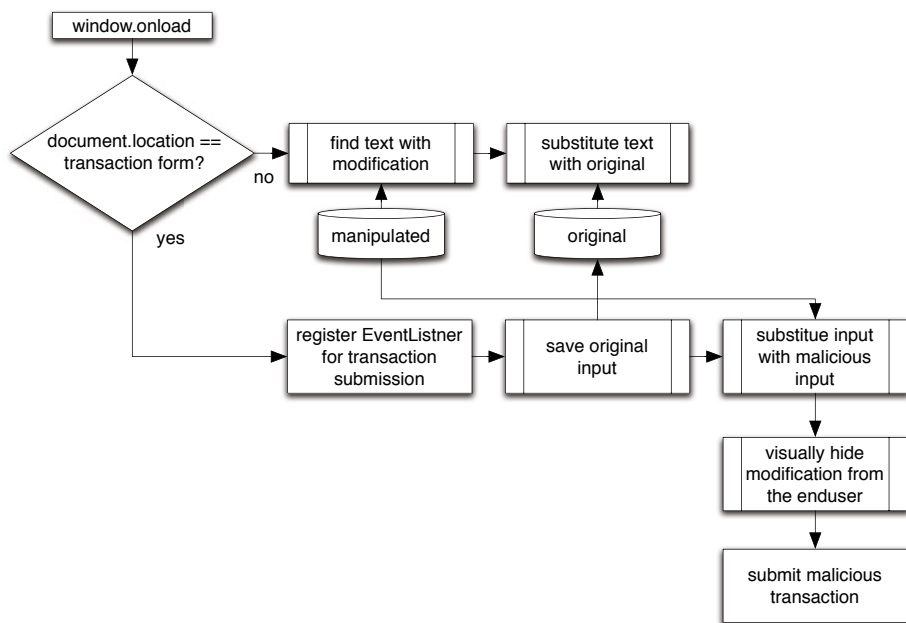 window.onload
document.location ==
transaction form?
no
yes
find text with
modification
substitute text
with original
manipulated
original
register EventListner
for transaction
submission
save original
input
substitue input
with malicious
input
visually hide
modification from
the enduser
submit malicious
transaction